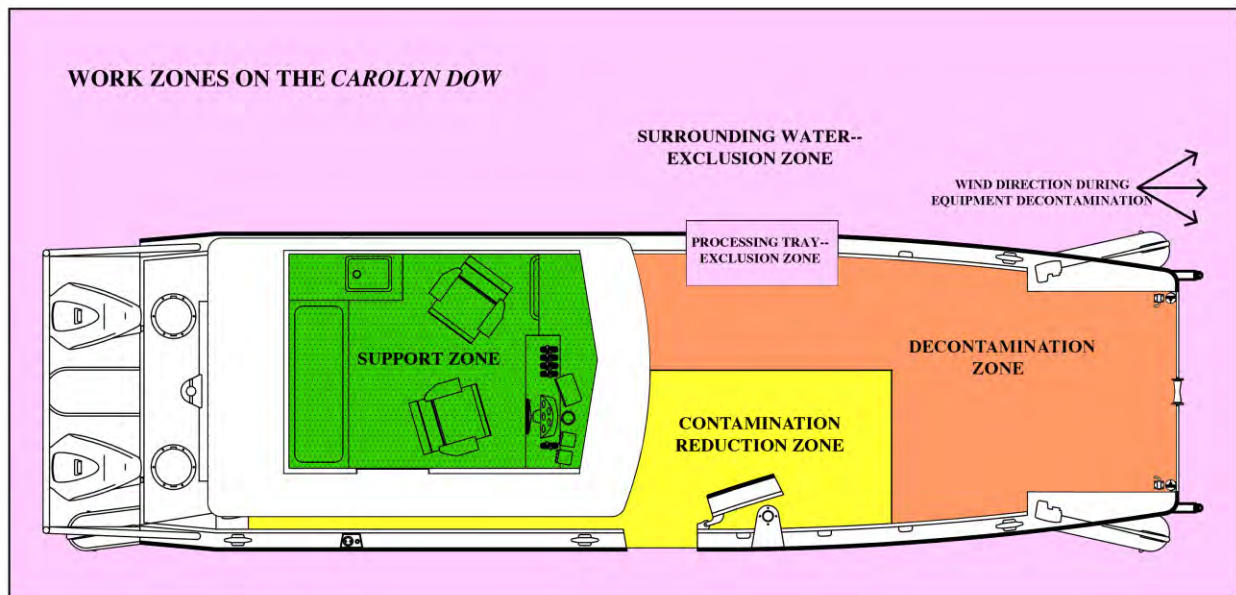 WORK ZONES ON THE CAROLYN DOW
SURROUNDING WATER--
EXCLUSION ZONE
WIND DIRECTION DURING
EQUIPMENT DECONTAMINATION
PROCESSING TRAY--
EXCLUSION ZONE
SUPPORT ZONE
DECONTAMINATION
ZONE
CONTAMINATION
REDUCTION ZONE